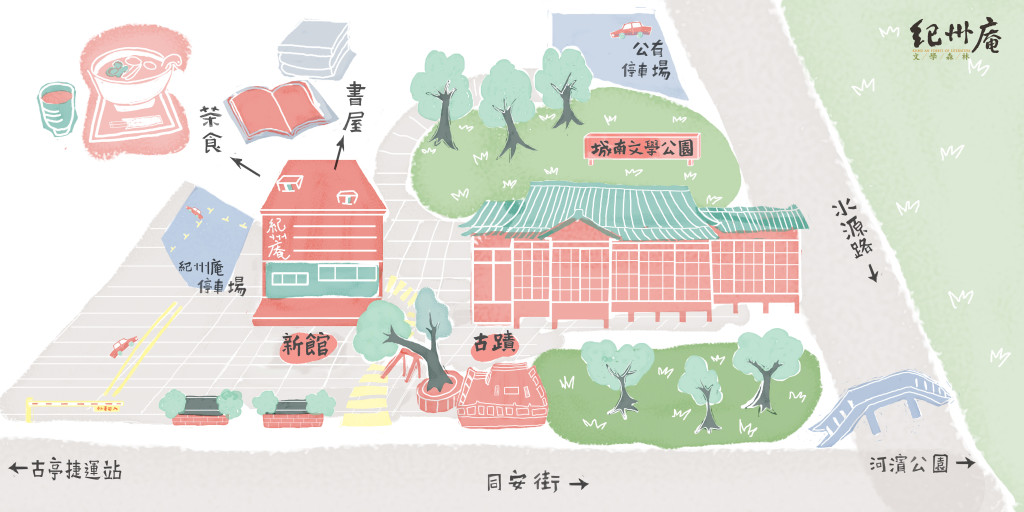 紀州庵
文學森林
公有
停車場
書屋
茶食
城南文學公園
水源路
紀州庵
紀州庵
停車場
新館
古蹟
古亭捷運站
同安街
河濱公園